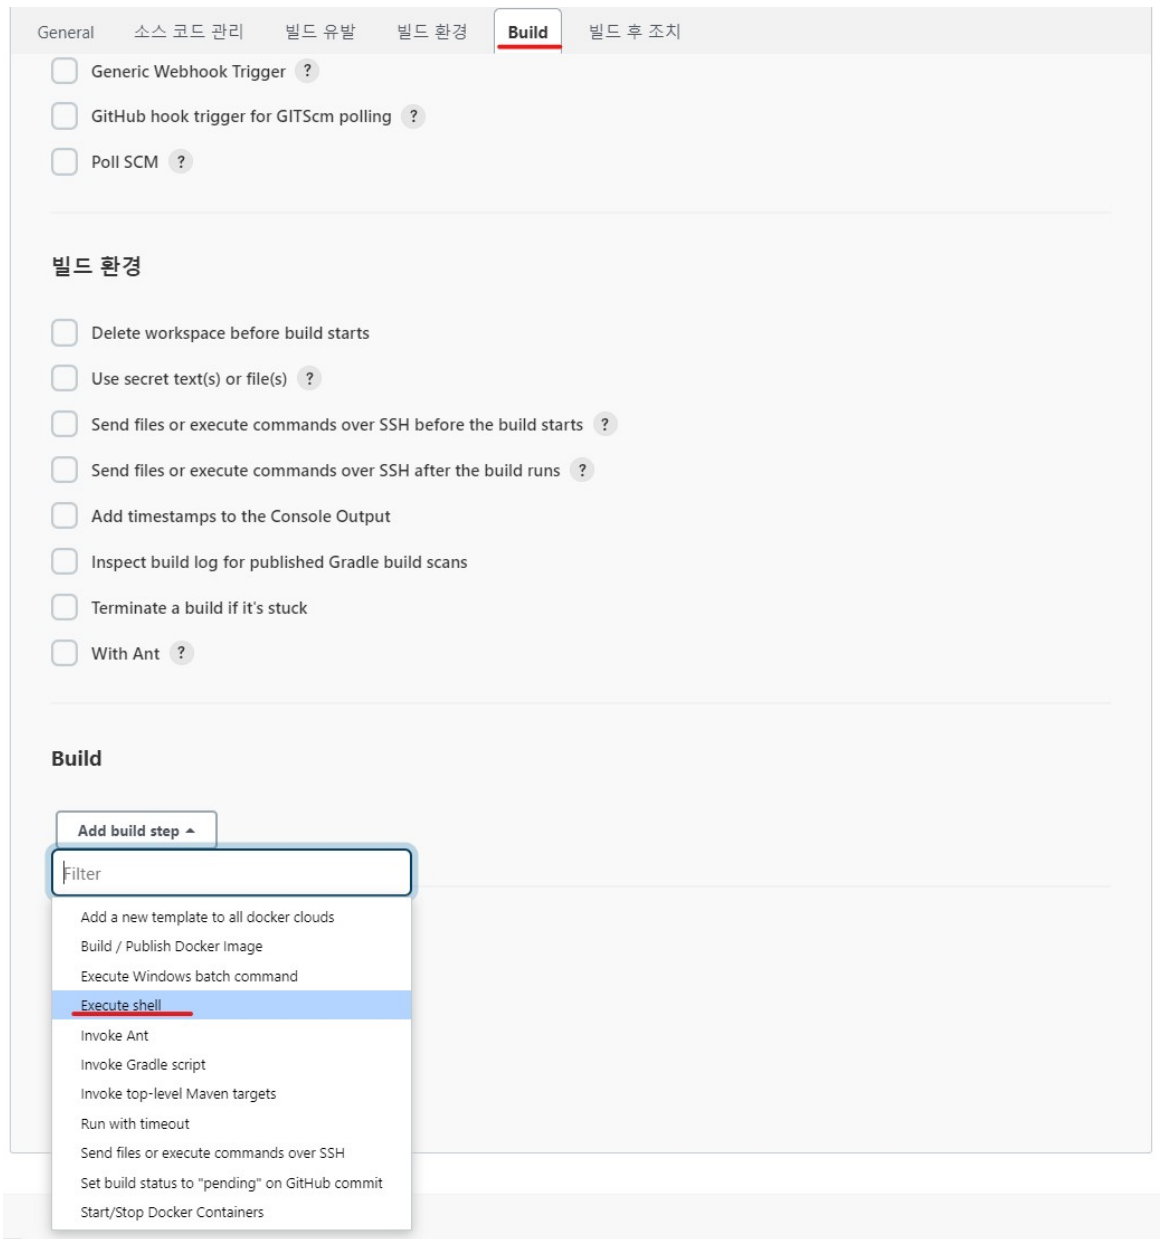 General 소스 코드 관리 빌드 유발 빌드 환경 Build 빌드 후 조치
Generic Webhook Trigger ?
GitHub hook trigger for GITScm polling ?
Poll SCM ?
빌드 환경
Delete workspace before build starts
Use secret text(s) or file(s) ?
Send files or execute commands over SSH before the build starts ?
Send files or execute commands over SSH after the build runs ?
Add timestamps to the Console Output
Inspect build log for published Gradle build scans
Terminate a build if it's stuck
With Ant ?
Build
Add build step
Filter
Add a new template to all docker clouds
Build / Publish Docker Image
Execute Windows batch command
Execute shell
Invoke Ant
Invoke Gradle script
Invoke top-level Maven targets
Run with timeout
Send files or execute commands over SSH
Set build status to "pending" on GitHub commit
Start/Stop Docker Containers